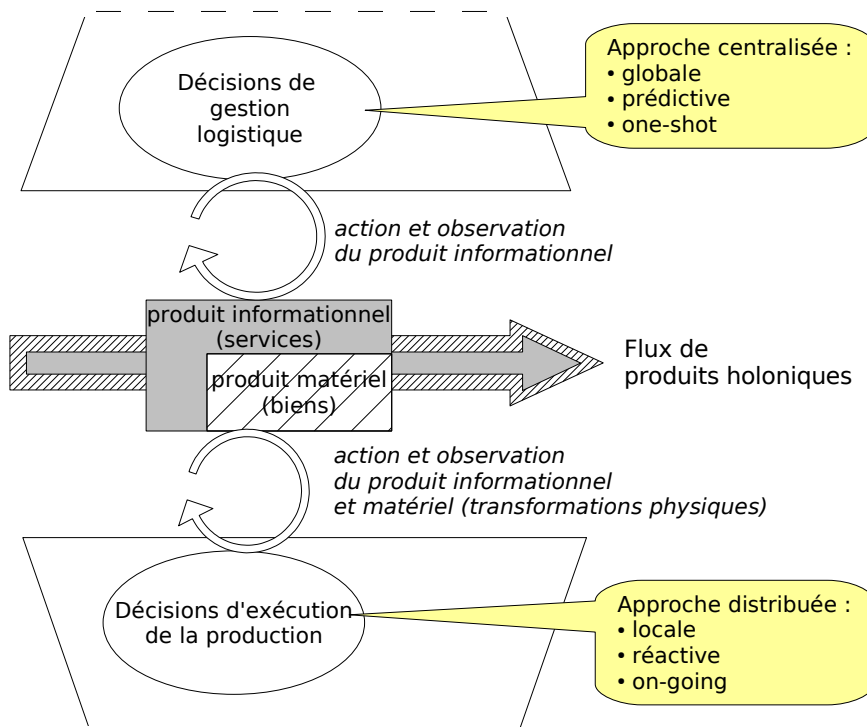 Décisions de
gestion
logistique
Approche centralisée :
• globale
• prédictive
• one-shot
action et observation
du produit informationnel
produit informationnel
(services)
produit matériel
(biens)
Flux de
produits holoniques
action et observation
du produit informationnel
et matériel (transformations physiques)
Décisions d'exécution
de la production
Approche distribuée :
• locale
• réactive
• on-going